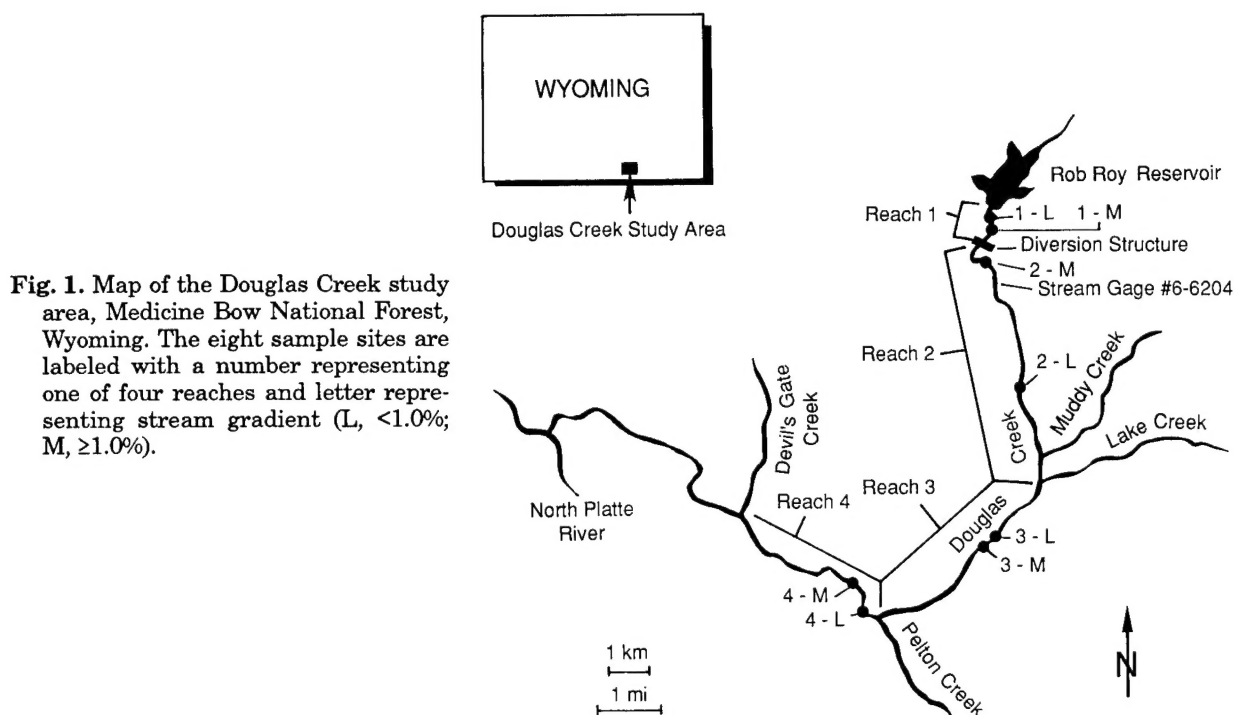 WYOMING
Douglas Creek Study Area
Fig. 1. Map of the Douglas Creek study
area, Medicine Bow National Forest,
Wyoming. The eight sample sites are
labeled with a number representing
one of four reaches and letter repre-
senting stream gradient (L, <1.0%;
M, ≥1.0%).
Rob Roy Reservoir
Reach 1
1 - L 1 - M
Diversion Structure
2 - M
Stream Gage #6-6204
Reach 2
2 - L
Muddy Creek
Lake Creek
Devil's Gate
Creek
Creek
Douglas
Reach 3
Reach 4
North Platte
River
3 - L
3 - M
4 - M
4 - L
Pelton Creek
1 km
1 mi
N